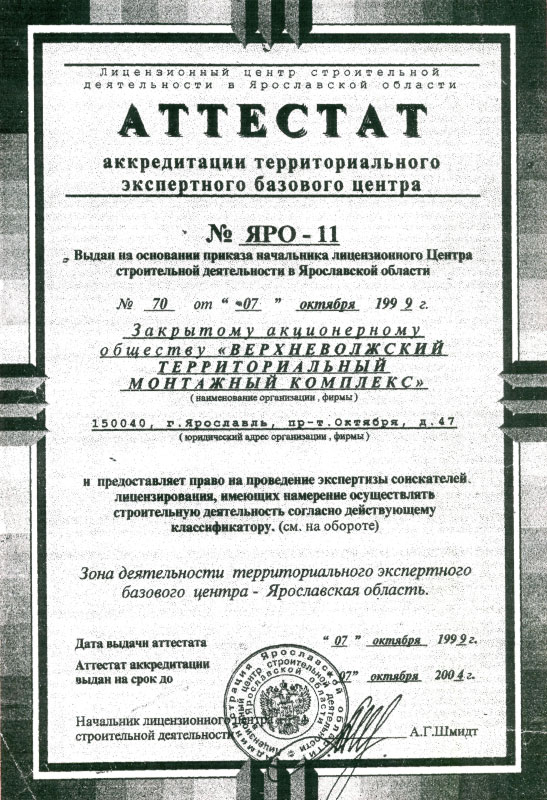 Лицензионный центр строительной
деятельности в Ярославской области
АТТЕСТАТ
аккредитации территориального
экспертного базового центра
№ ЯРО - 11
Выдан на основании приказа начальника лицензионного Центра
строительной деятельности в Ярославской области
№ 70 от “ 07 ” октября 199 9 г.
Закрытому акционерному
обществу «ВЕРХНЕВОЛЖСКИЙ
ТЕРРИТОРИАЛЬНЫЙ
МОНТАЖНЫЙ КОМПЛЕКС»
( наименование организации , фирмы )
150040, г.Ярославль, пр-т.Октября, д.47
( юридический адрес организации , фирмы )
и предоставляет право на проведение экспертизы соискателей
лицензирования, имеющих намерение осуществлять
строительную деятельность согласно действующему
классификатору. (см. на обороте)
Зона деятельности территориального экспертного
базового центра - Ярославская область.
Дата выдачи аттестата “ 07 ” октября 1999 г.
Аттестат аккредитации
выдан на срок до 07” октября 2004 г.
Начальник лицензионного центра
строительной деятельности А.Г.Шмидт